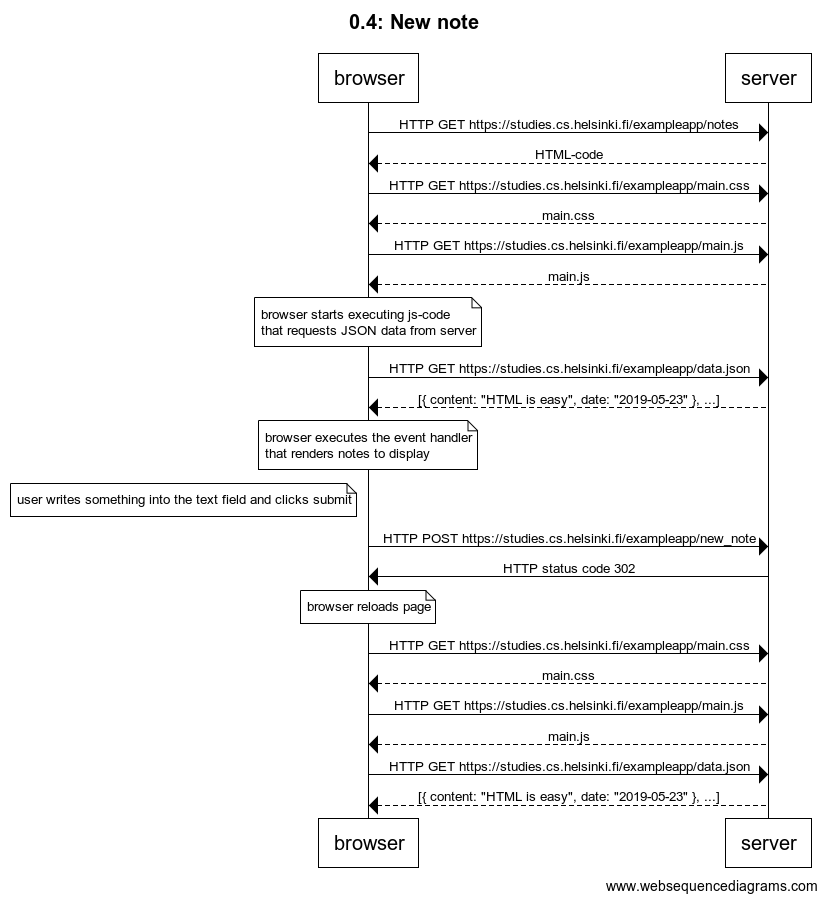 0.4: New note
browser
server
HTTP GET https://studies.cs.helsinki.fi/exampleapp/notes
HTML-code
HTTP GET https://studies.cs.helsinki.fi/exampleapp/main.css
main.css
HTTP GET https://studies.cs.helsinki.fi/exampleapp/main.js
main.js
browser starts executing js-code
that requests JSON data from server
HTTP GET https://studies.cs.helsinki.fi/exampleapp/data.json
[{ content: "HTML is easy", date: "2019-05-23" }, ...]
browser executes the event handler
that renders notes to display
user writes something into the text field and clicks submit
HTTP POST https://studies.cs.helsinki.fi/exampleapp/new_note
HTTP status code 302
browser reloads page
HTTP GET https://studies.cs.helsinki.fi/exampleapp/main.css
main.css
HTTP GET https://studies.cs.helsinki.fi/exampleapp/main.js
main.js
HTTP GET https://studies.cs.helsinki.fi/exampleapp/data.json
[{ content: "HTML is easy", date: "2019-05-23" }, ...]
browser
server
www.websequencediagrams.com